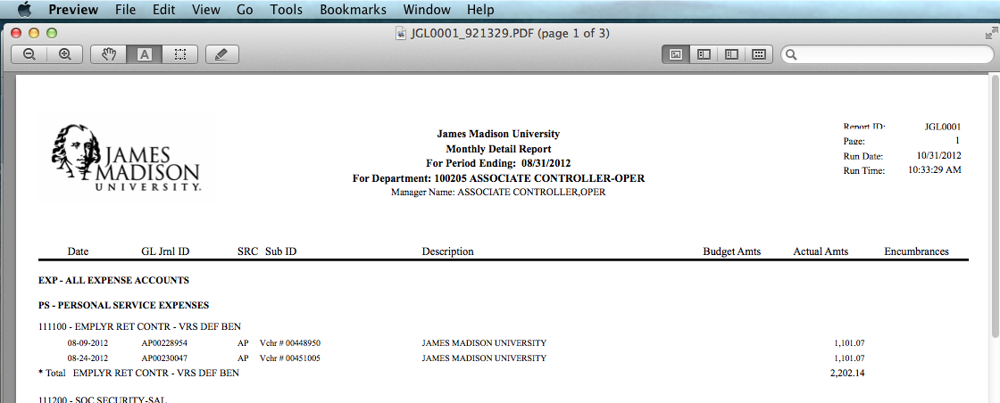 Preview File Edit View Go Tools Bookmarks Window Help
JGL0001_921329.PDF (page 1 of 3)
A
JAMES
MADISON
UNIVERSITY.
James Madison University
Monthly Detail Report
For Period Ending: 08/31/2012
For Department: 100205 ASSOCIATE CONTROLLER-OPER
Manager Name: ASSOCIATE CONTROLLER,OPER
Report ID: JGL0001
Page: 1
Run Date: 10/31/2012
Run Time: 10:33:29 AM
Date GL Jrnl ID SRC Sub ID Description Budget Amts Actual Amts Encumbrances
EXP - ALL EXPENSE ACCOUNTS
PS - PERSONAL SERVICE EXPENSES
111100 - EMPLYR RET CONTR - VRS DEF BEN
08-09-2012 AP00228954 AP Vchr # 00448950 JAMES MADISON UNIVERSITY 1,101.07
08-24-2012 AP00230047 AP Vchr # 00451005 JAMES MADISON UNIVERSITY 1,101.07
* Total EMPLYR RET CONTR - VRS DEF BEN 2,202.14
111200 - SOC SECURITY-SAL